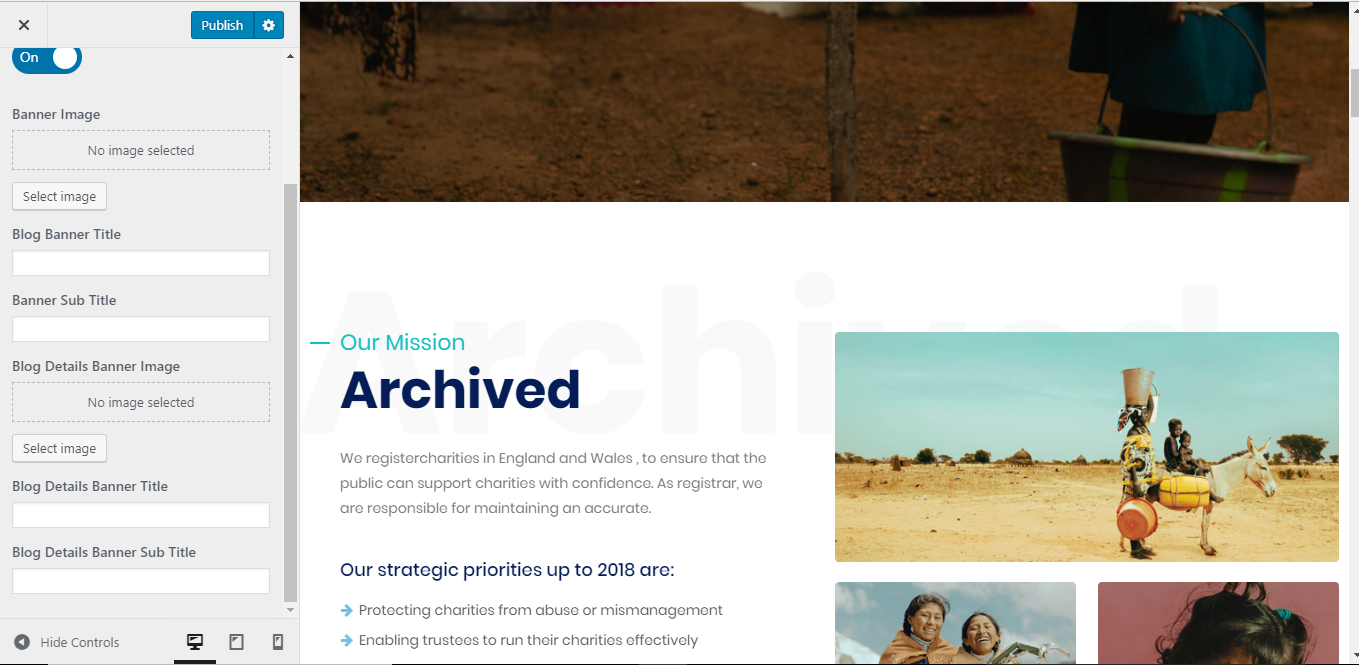 Publish
On
Banner Image
No image selected
Select image
Blog Banner Title
Banner Sub Title
Blog Details Banner Image
No image selected
Select image
Blog Details Banner Title
Blog Details Banner Sub Title
Hide Controls
Archived
Our Mission
Archived
We registercharities in England and Wales , to ensure that the
public can support charities with confidence. As registrar, we
are responsible for maintaining an accurate.
Our strategic priorities up to 2018 are:
Protecting charities from abuse or mismanagement
Enabling trustees to run their charities effectively